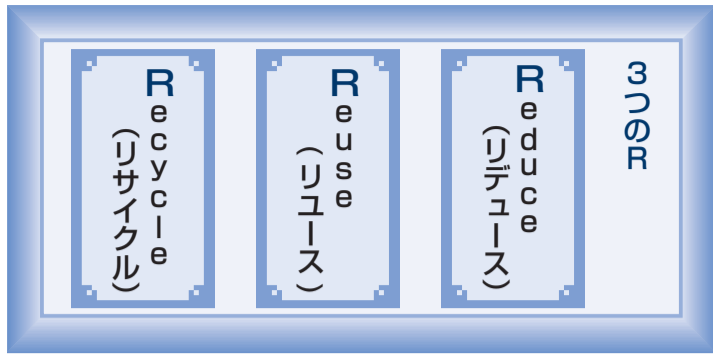 3つのR
Reduce
（リデュース）
Reuse
（リユース）
Recycle
（リサイクル）